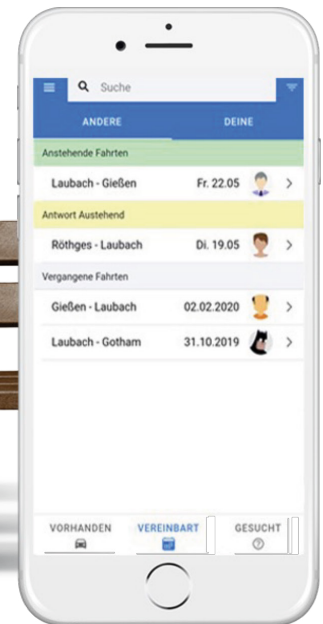 Suche
ANDERE DEINE
Anstehende Fahrten
Laubach - Gießen Fr. 22.05
Antwort Austehend
Röthges - Laubach Di. 19.05
Vergangene Fahrten
Gießen - Laubach 02.02.2020
Laubach - Gotham 31.10.2019
VORHANDEN VEREINBART GESUCHT